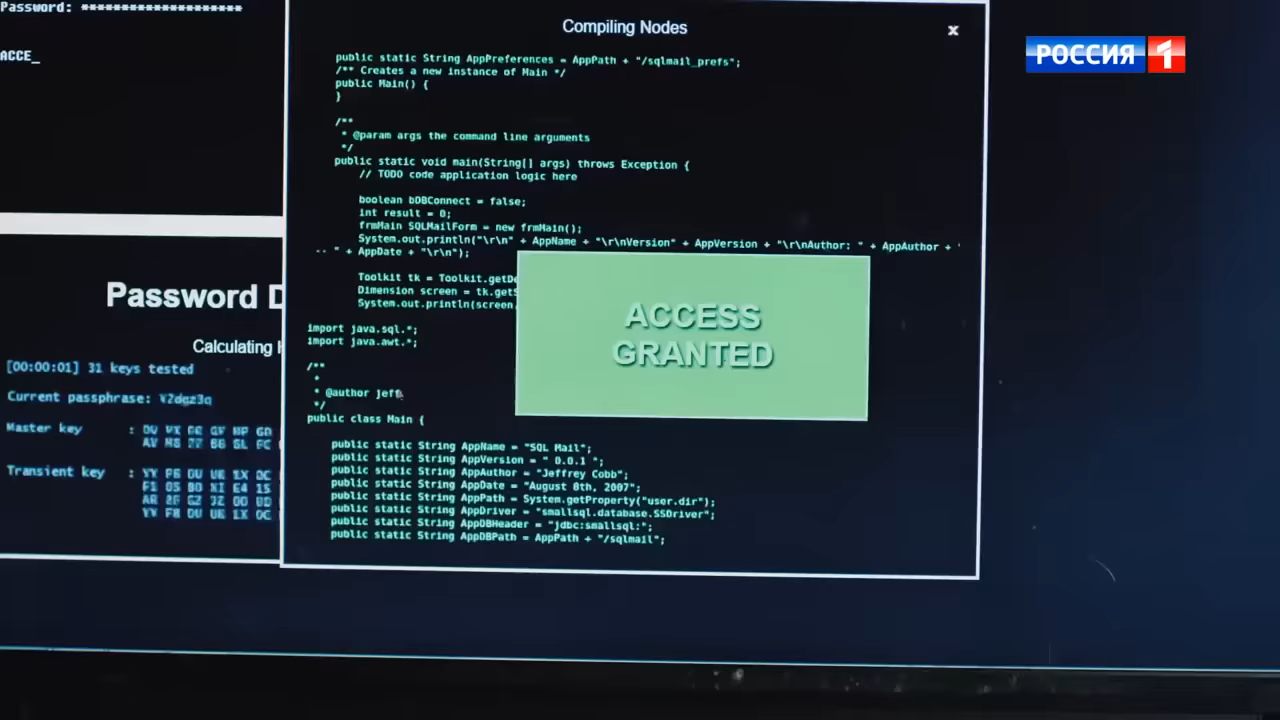 Password: *******************
ACCE_
Compiling Nodes
x
РОССИЯ 1
public static String AppPreferences = AppPath + "/sqlmail_prefs";
/** Creates a new instance of Main */
public Main() {
}
/**
* @param args the command line arguments
*/
public static void main(String[] args) throws Exception {
// TODO code application logic here
boolean bDBConnect = false;
int result = 0;
frmMain SQLMailForm = new frmMain();
System.out.println("\r\n" + AppName + "\r\nVersion" + AppVersion + "\r\nAuthor: " + AppAuthor + "
-- " + AppDate + "\r\n");
Toolkit tk = Toolkit.getDe
Dimension screen = tk.getS
System.out.println(screen.
import java.sql.*;
import java.awt.*;
/**
*
* @author jeff
*/
public class Main {
public static String AppName = "SQL Mail";
public static String AppVersion = " 0.0.1 ";
public static String AppAuthor = "Jeffrey Cobb";
public static String AppDate = "August 8th, 2007";
public static String AppPath = System.getProperty("user.dir");
public static String AppDriver = "smallsql.database.SSDriver";
public static String AppDBHeader = "jdbc:smallsql:";
public static String AppDBPath = AppPath + "/sqlmail";
ACCESS
GRANTED
Password D
Calculating
[00:00:01] 31 keys tested
Current passphrase:
Master key :
Transient key :